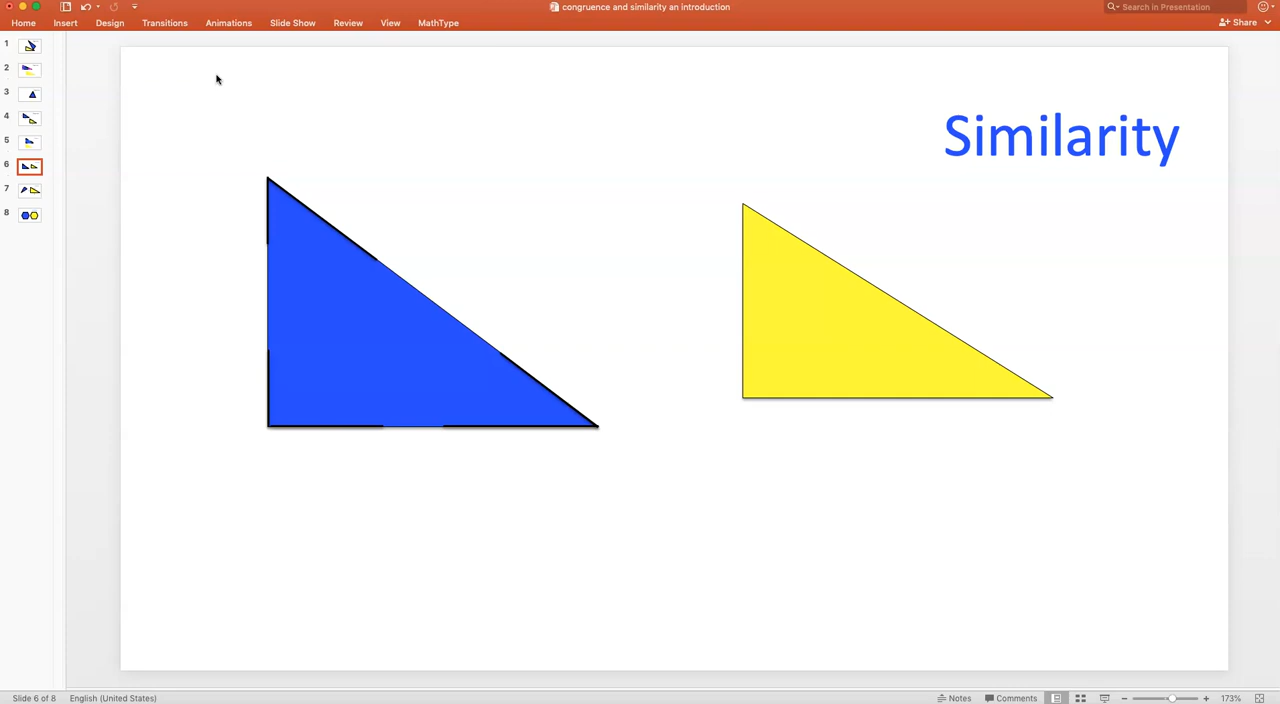 congruence and similarity an introduction
Search in Presentation
Home Insert Design Transitions Animations Slide Show Review View MathType
Share
1
2
3
4
5
6
7
8
Similarity
Slide 6 of 8 English (United States) Notes Comments 173%